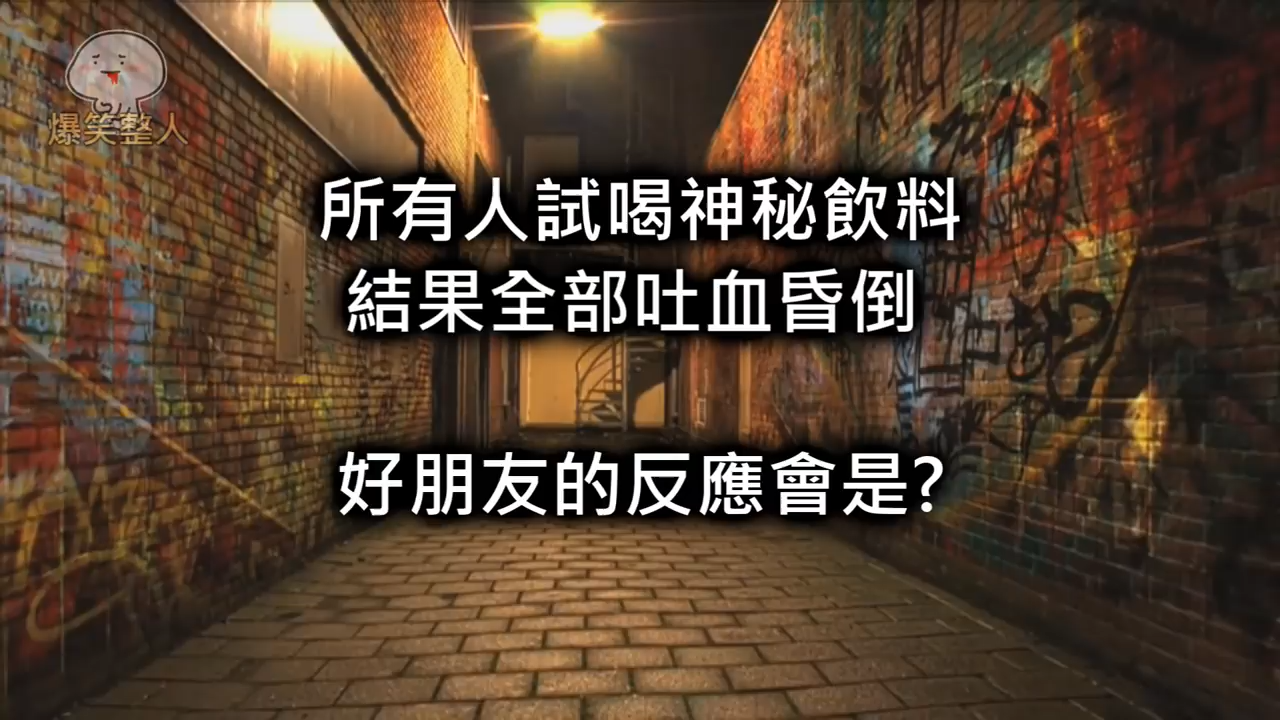 爆笑整人
所有人試喝神秘飲料
結果全部吐血昏倒
好朋友的反應會是?